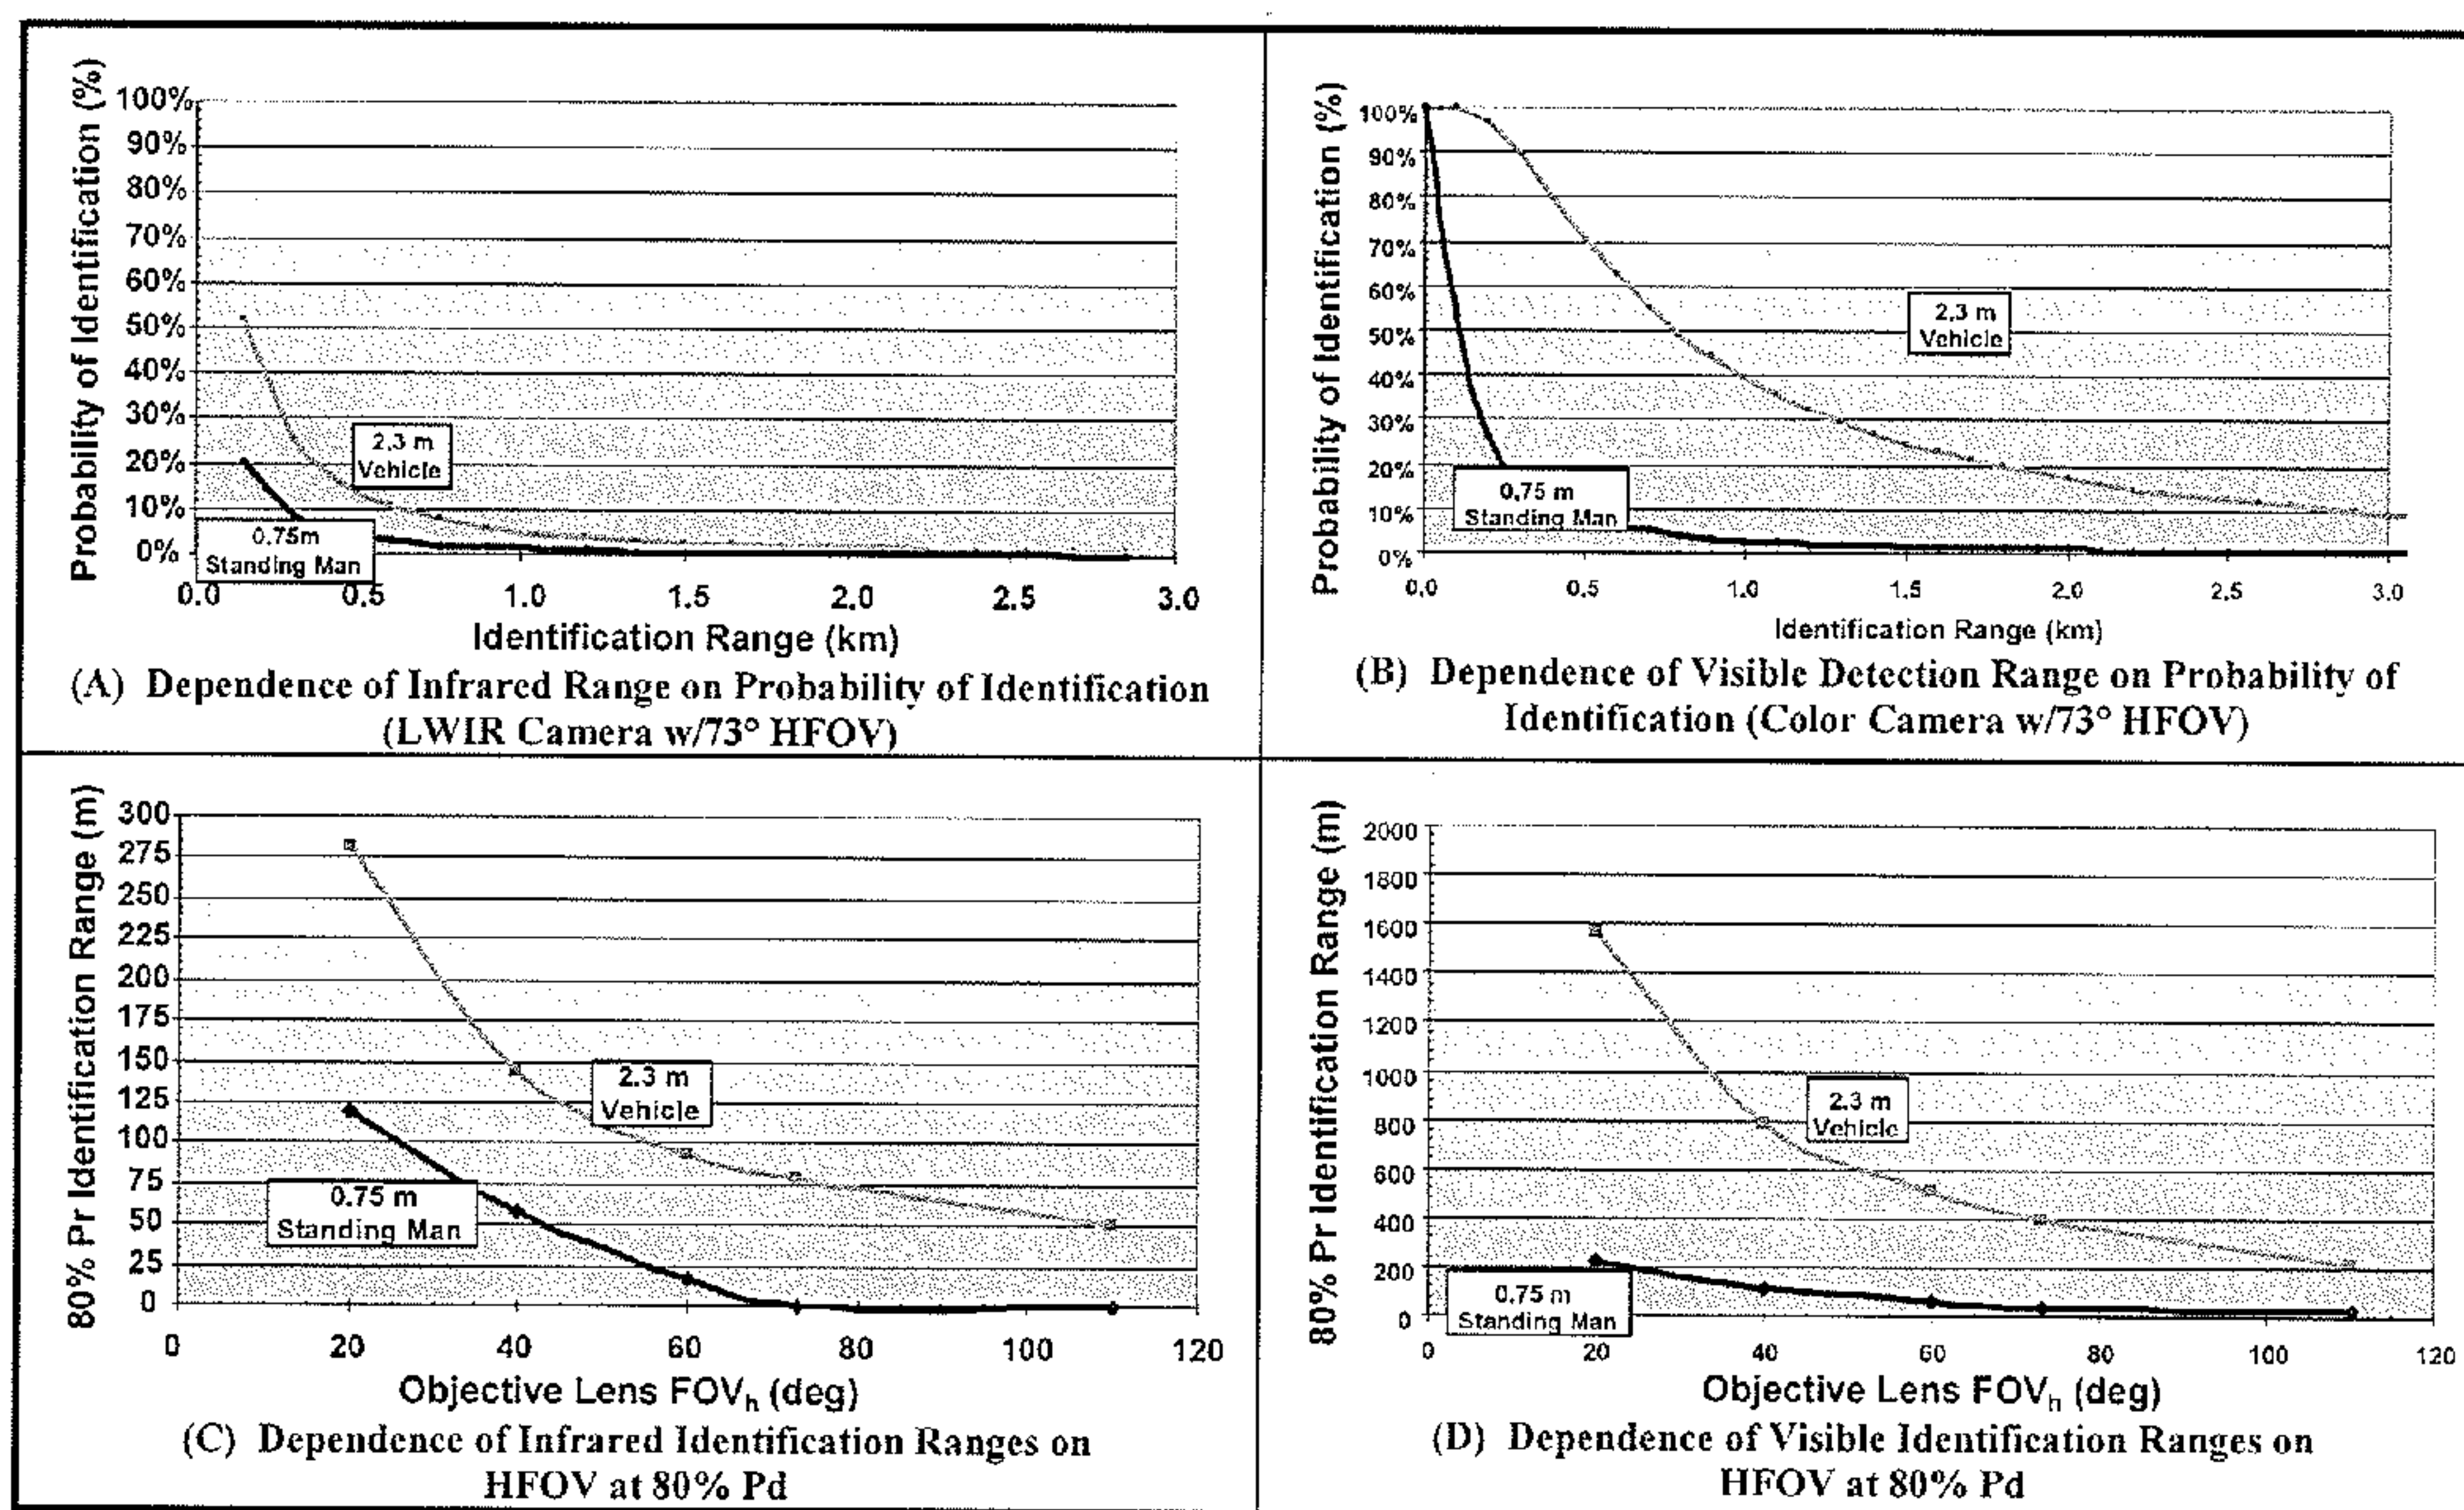 Probability of Identification (%)
100%
90%
80%
70%
60%
50%
40%
30%
20%
10%
0%
2.3 m
Vehicle
0.75m
Standing Man
0.0
0.5
1.0
1.5
2.0
2.5
3.0
Identification Range (km)
(A) Dependence of Infrared Range on Probability of Identification
(LWIR Camera w/73° HFOV)
Probability of Identification (%)
100%
90%
80%
70%
60%
50%
40%
30%
20%
10%
0%
2.3 m
Vehicle
0.75 m
Standing Man
0.0
0.5
1.0
1.5
2.0
2.5
3.0
Identification Range (km)
(B) Dependence of Visible Detection Range on Probability of
Identification (Color Camera w/73° HFOV)
80% Pr Identification Range (m)
300
275
250
225
200
175
150
125
100
75
50
25
0
2.3 m
Vehicle
0.75 m
Standing Man
0
20
40
60
80
100
120
Objective Lens FOVh (deg)
(C) Dependence of Infrared Identification Ranges on
HFOV at 80% Pd
80% Pr Identification Range (m)
2000
1800
1600
1400
1200
1000
800
600
400
200
0
2.3 m
Vehicle
0.75 m
Standing Man
0
20
40
60
80
100
120
Objective Lens FOVh (deg)
(D) Dependence of Visible Identification Ranges on
HFOV at 80% Pd